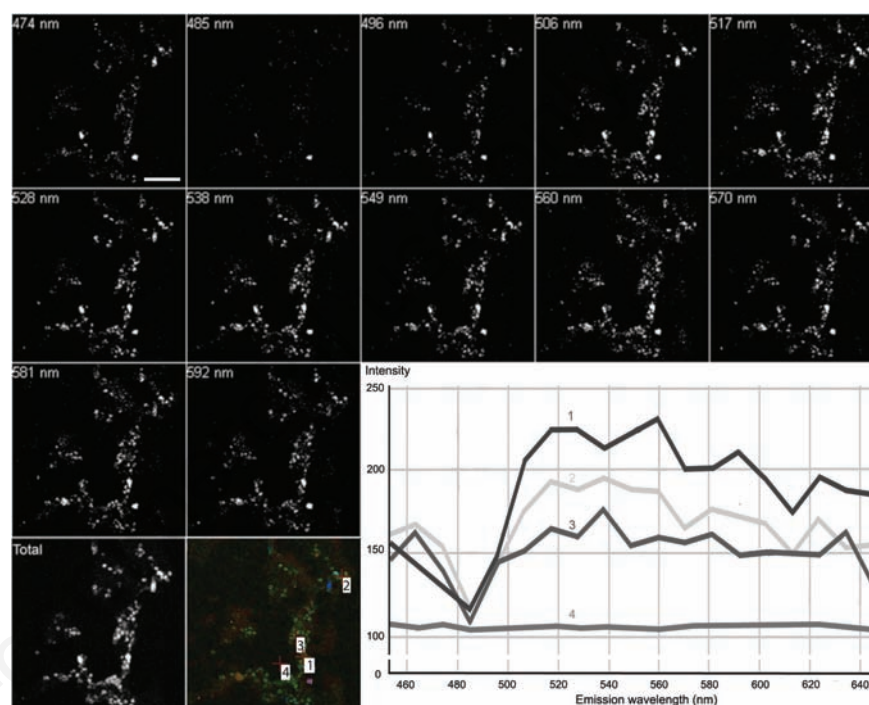 474 nm
485 nm
496 nm
506 nm
517 nm
528 nm
538 nm
549 nm
560 nm
570 nm
581 nm
592 nm
Intensity
250
200
150
100
0
1
2
3
4
460 480 500 520 540 560 580 600 620 640
Emission wavelength (nm)
Total
2
3
4
1